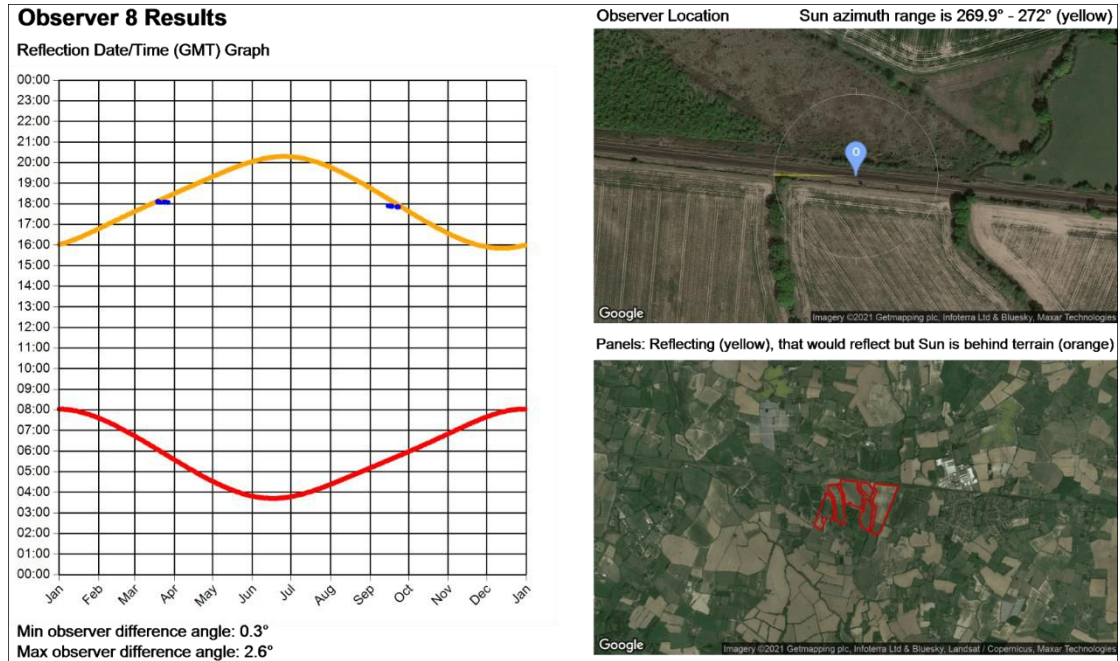 Observer 8 Results
Reflection Date/Time (GMT) Graph
00:00
23:00
22:00
21:00
20:00
19:00
18:00
17:00
16:00
15:00
14:00
13:00
12:00
11:00
10:00
09:00
08:00
07:00
06:00
05:00
04:00
03:00
02:00
01:00
00:00
Jan Feb Mar Apr May Jun Jul Aug Sep Oct Nov Dec Jan
Min observer difference angle: 0.3°
Max observer difference angle: 2.6°
Observer Location Sun azimuth range is 269.9° - 272° (yellow)
O
Google
Imagery ©2021 Getmapping plc, Infoterra Ltd & Bluesky, Maxar Technologies
Panels: Reflecting (yellow), that would reflect but Sun is behind terrain (orange)
Google
Imagery ©2021 Getmapping plc, Infoterra Ltd & Bluesky, Landsat / Copernicus, Maxar Technologies